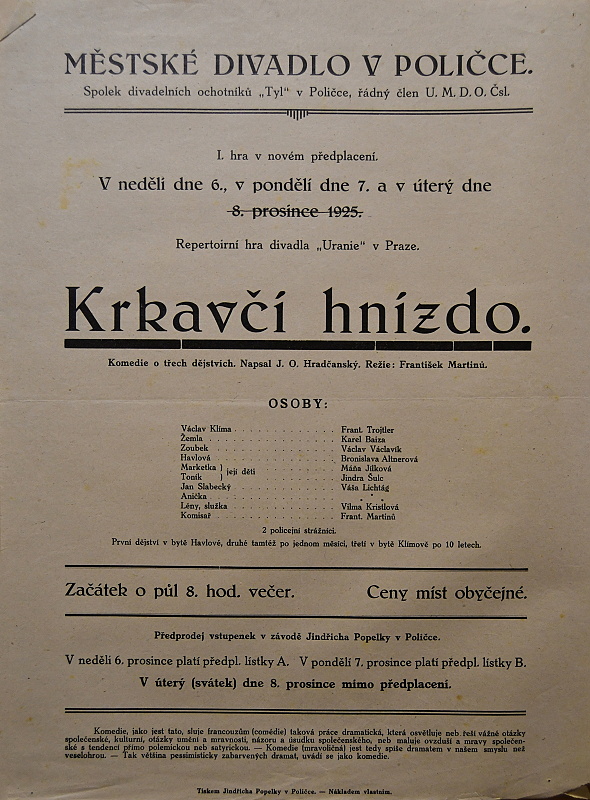 MĚSTSKÉ DIVADLO V POLIČCE.
Spolek divadelních ochotníků „Tyl“ v Poličce, řádný člen U. M. D. O. Čsl.
I. hra v novém předplacení.
V neděli dne 6., v pondělí dne 7. a v úterý dne
8. prosince 1925.
Repertoirní hra divadla „Uranie“ v Praze.
Krkavčí hnízdo.
Komedie o třech dějstvích. Napsal J. O. Hradčanský. Režie: František Martinů.
OSOBY:
Václav Klíma . . . . . . . . . . . . Frant. Trojtler
Žemla . . . . . . . . . . . . Karel Baiza
Zoubek . . . . . . . . . . . . Václav Václavík
Havlová . . . . . . . . . . . . Bronislava Altnerová
Marketka } její děti . . . . . . . . . Máňa Jílková
Toník } . . . . . . . . . Jindra Šulc
Jan Slabecký . . . . . . . . . . . . Váša Lichtág
Anička . . . . . . . . . . . . * * *
Lény, služka . . . . . . . . . . . . Vilma Kristlová
Komisař . . . . . . . . . . . . Frant. Martinů
2 policejní strážníci.
První dějství v bytě Havlové, druhé tamtéž po jednom měsíci, třetí v bytě Klímově po 10 letech.
Začátek o půl 8. hod. večer. Ceny míst obyčejné.
Předprodej vstupenek v závodě Jindřicha Popelky v Poličce.
V neděli 6. prosince platí předpl. lístky A. V pondělí 7. prosince platí předpl. lístky B.
V úterý (svátek) dne 8. prosince mimo předplacení.
Komedie, jako jest tato, sluje francouzům (comédie) taková práce dramatická, která osvětluje neb řeší vážné otázky
společenské, kulturní, otázky umění a mravnosti, názoru a úsudku společenského, neb maluje ovzduší a mravy společen-
ské s tendencí přímo polemickou neb satyrickou. — Komedie (mravoličná) jest tedy spíše dramatem v našem smyslu než
veselohrou. — Tak většina pessimisticky zabarvených dramat, uvádí se jako komedie.
Tiskem Jindřicha Popelky v Poličce. — Nákladem vlastním.